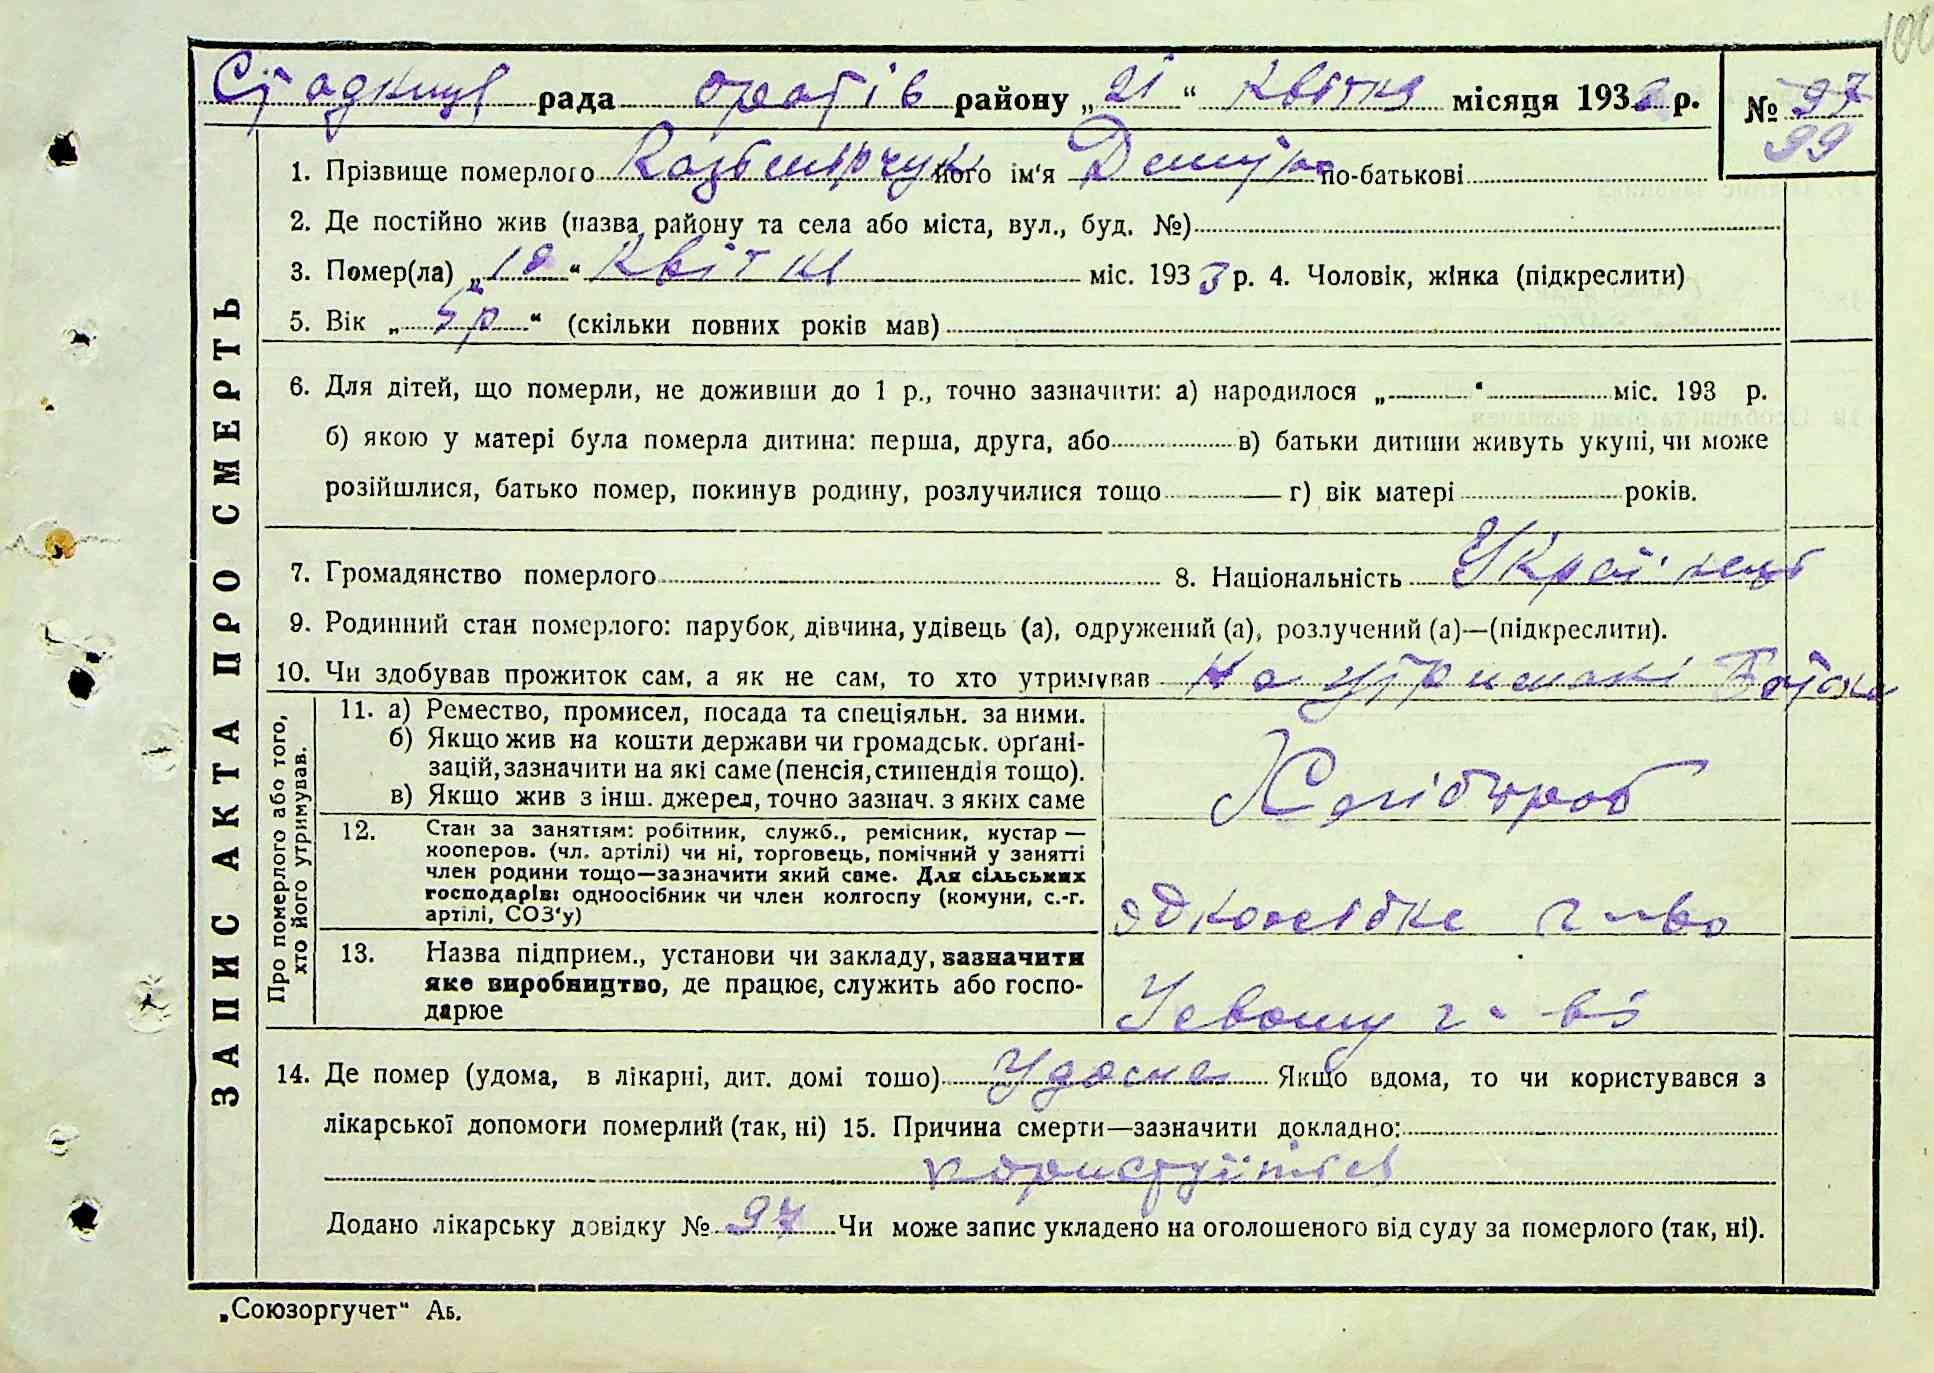 рада оратів району „21“ Квітня місяця 1933 р. № 97
99
1. Прізвище померлого Казьмірчук його ім'я по-батькові
2. Де постійно жив (назва району та села або міста, вул., буд. №)
3. Помер(ла) „18“ Квітня міс. 1933 р. 4. Чоловік, жінка (підкреслити)
5. Вік „5р“ (скільки повних років мав)
6. Для дітей, що померли, не доживши до 1 р., точно зазначити: а) народилося „ “ міс. 193 р.
б) якою у матері була померла дитина: перша, друга, або в) батьки дитини живуть укупі, чи може
розійшлися, батько помер, покинув родину, розлучилися тощо г) вік матері років.
7. Громадянство померлого 8. Національність Українець
9. Родинний стан померлого: парубок, дівчина, удівець (а), одружений (а), розлучений (а)—(підкреслити).
10. Чи здобував прожиток сам, а як не сам, то хто утримував На утримані Батька
ЗАПИС АКТА ПРО СМЕРТЬ
Про померлого або того, хто його утримував.
11. а) Ремество, промисел, посада та спеціяльн. за ними.
б) Якщо жив на кошти держави чи громадськ. органі-
зацій, зазначити на які саме (пенсія, стипендія тощо).
в) Якщо жив з інш. джерел, точно зазнач. з яких саме
Хлібороб
12. Стан за заняттям: робітник, служб., ремісник, кустар —
кооперов. (чл. артілі) чи ні, торговець, помічний у занятті
член родини тощо—зазначити який саме. Для сільських
господарів: одноосібник чи член колгоспу (комуни, с.-г.
артілі, СОЗ'у)
13. Назва підприєм., установи чи закладу, зазначити
яке виробництво, де працює, служить або госпо-
дарює
14. Де помер (удома, в лікарні, дит. домі тощо) Удома Якщо вдома, то чи користувався з
лікарської допомоги померлий (так, ні) 15. Причина смерти—зазначити докладно:
Додано лікарську довідку № 97 Чи може запис укладено на оголошеного від суду за померлого (так, ні).
„Союзоргучет“ Аь.